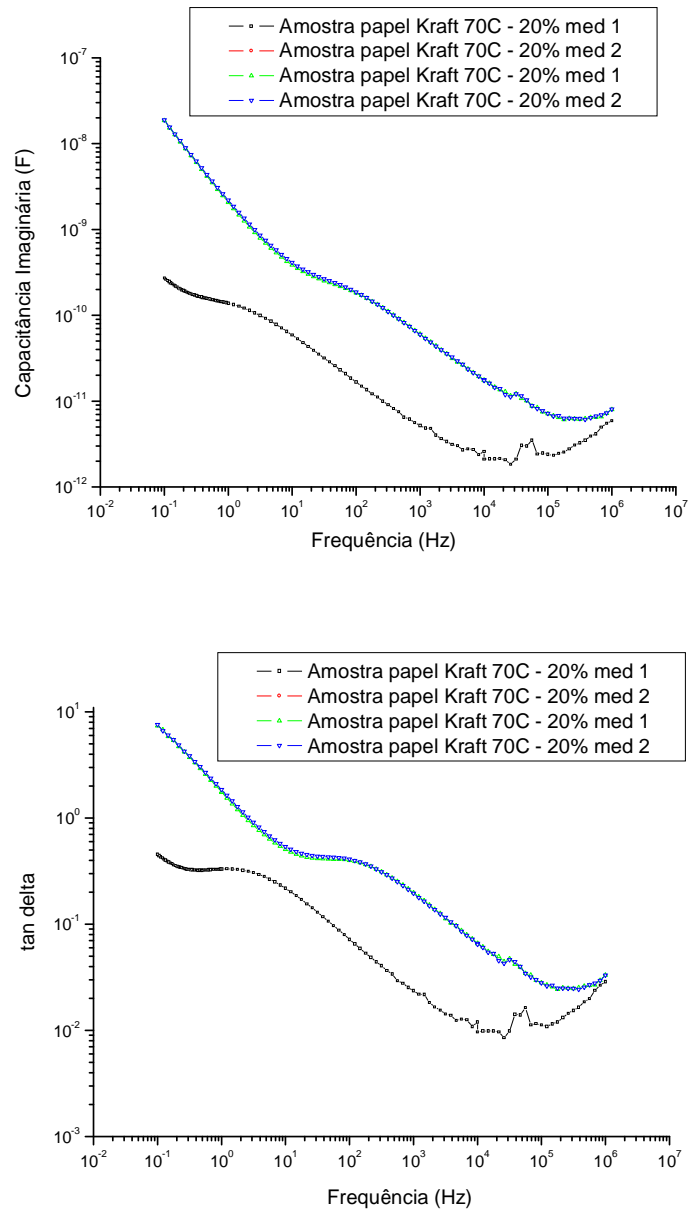 Amostra papel Kraft 70C - 20% med 1
Amostra papel Kraft 70C - 20% med 2
Amostra papel Kraft 70C - 20% med 1
Amostra papel Kraft 70C - 20% med 2
Capacitância Imaginária (F)
10^-7
10^-8
10^-9
10^-10
10^-11
10^-12
10^-2 10^-1 10^0 10^1 10^2 10^3 10^4 10^5 10^6 10^7
Frequência (Hz)
Amostra papel Kraft 70C - 20% med 1
Amostra papel Kraft 70C - 20% med 2
Amostra papel Kraft 70C - 20% med 1
Amostra papel Kraft 70C - 20% med 2
tan delta
10^1
10^0
10^-1
10^-2
10^-3
10^-2 10^-1 10^0 10^1 10^2 10^3 10^4 10^5 10^6 10^7
Frequência (Hz)